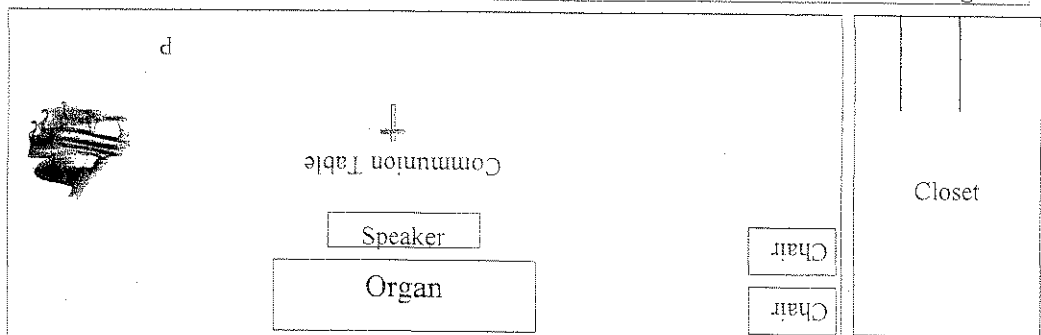 Communion Table
Closet
Speaker
Chair
Organ
Chair